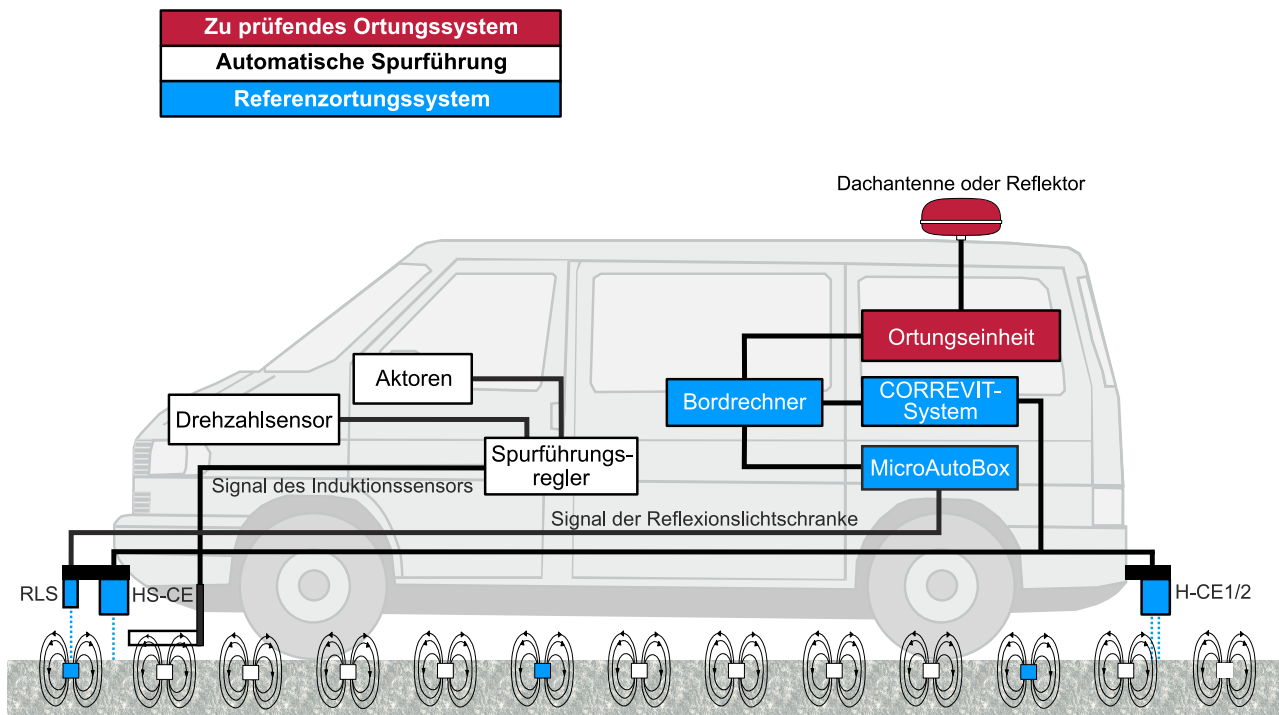 Zu prüfendes Ortungssystem
Automatische Spurführung
Referenzortungssystem
Dachantenne oder Reflektor
Ortungseinheit
Aktoren
Bordrechner
CORREVIT-
System
Drehzahlsensor
Spurführungs-
regler
MicroAutoBox
Signal des Induktionssensors
Signal der Reflexionslichtschranke
RLS
HS-CE
H-CE1/2